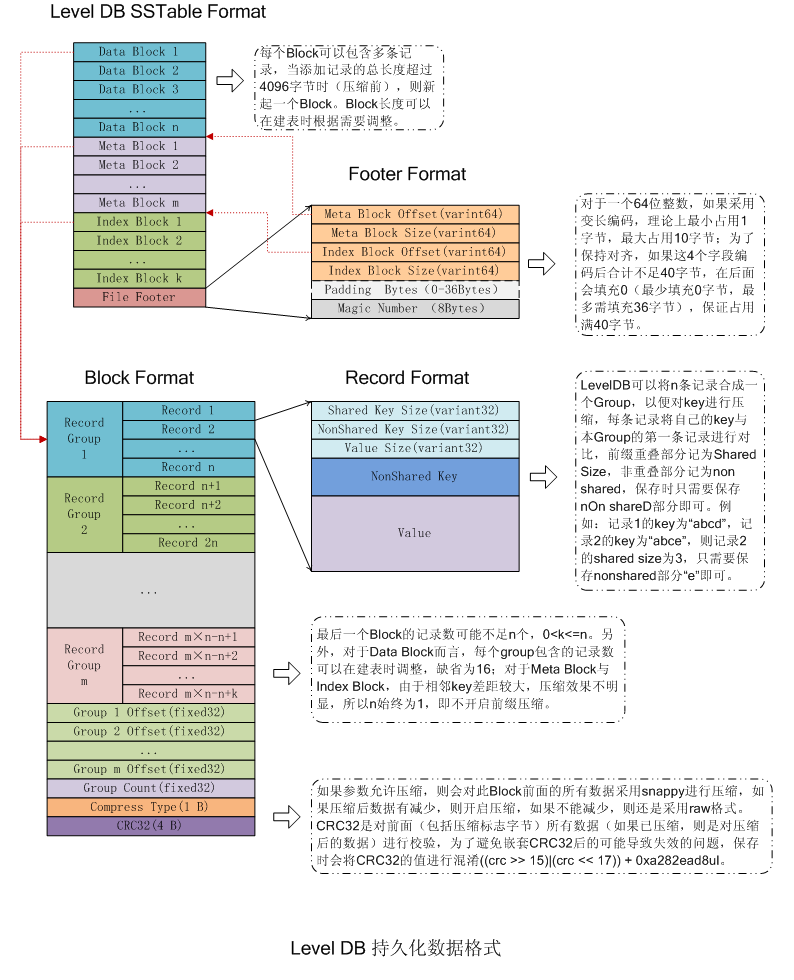 Level DB SSTable Format
Data Block 1
Data Block 2
Data Block 3
...
Data Block n
Meta Block 1
Meta Block 2
...
Meta Block m
Index Block 1
Index Block 2
...
Index Block k
File Footer
每个Block可以包含多条记
录，当添加记录的总长度超过
4096字节时（压缩前），则新
起一个Block。Block长度可以
在建表时根据需要调整。
Footer Format
Meta Block Offset(varint64)
Meta Block Size(varint64)
Index Block Offset(varint64)
Index Block Size(varint64)
Padding Bytes（0-36Bytes）
Magic Number （8Bytes）
对于一个64位整数，如果采用
变长编码，理论上最小占用1
字节，最大占用10字节；为了
保持对齐，如果这4个字段编
码后合计不足40字节，在后面
会填充0（最少填充0字节，最
多需填充36字节），保证占用
满40字节。
Block Format
Record
Group
1
Record 1
Record 2
...
Record n
Record
Group
2
Record n+1
Record n+2
...
Record 2n
...
Record
Group
m
Record m×n-n+1
Record m×n-n+2
...
Record m×n-n+k
Group 1 Offset(fixed32)
Group 2 Offset(fixed32)
...
Group m Offset(fixed32)
Group Count(fixed32)
Compress Type(1 B)
CRC32(4 B)
Record Format
Shared Key Size(variant32)
NonShared Key Size(variant32)
Value Size(variant32)
NonShared Key
Value
LevelDB可以将n条记录合成一
个Group，以便对key进行压
缩，每条记录将自己的key与
本Group的第一条记录进行对
比，前缀重叠部分记为Shared
Size，非重叠部分记为non
shared，保存时只需要保存
nOn shareD部分即可。例
如：记录1的key为“abcd”，记
录2的key为“abce”，则记录2
的shared size为3，只需要保
存nonshared部分“e”即可。
最后一个Block的记录数可能不足n个，0<k<=n。另
外，对于Data Block而言，每个group包含的记录数
可以在建表时调整，缺省为16；对于Meta Block与
Index Block，由于相邻key差距较大，压缩效果不明
显，所以n始终为1，即不开启前缀压缩。
如果参数允许压缩，则会对此Block前面的所有数据采用snappy进行压缩，如
果压缩后数据有减少，则开启压缩，如果不能减少，则还是采用raw格式。
CRC32是对前面（包括压缩标志字节）所有数据（如果已压缩，则是对压缩
后的数据）进行校验，为了避免嵌套CRC32后的可能导致失效的问题，保存
时会将CRC32的值进行混淆((crc >> 15)|(crc << 17)) + 0xa282ead8ul。
Level DB 持久化数据格式